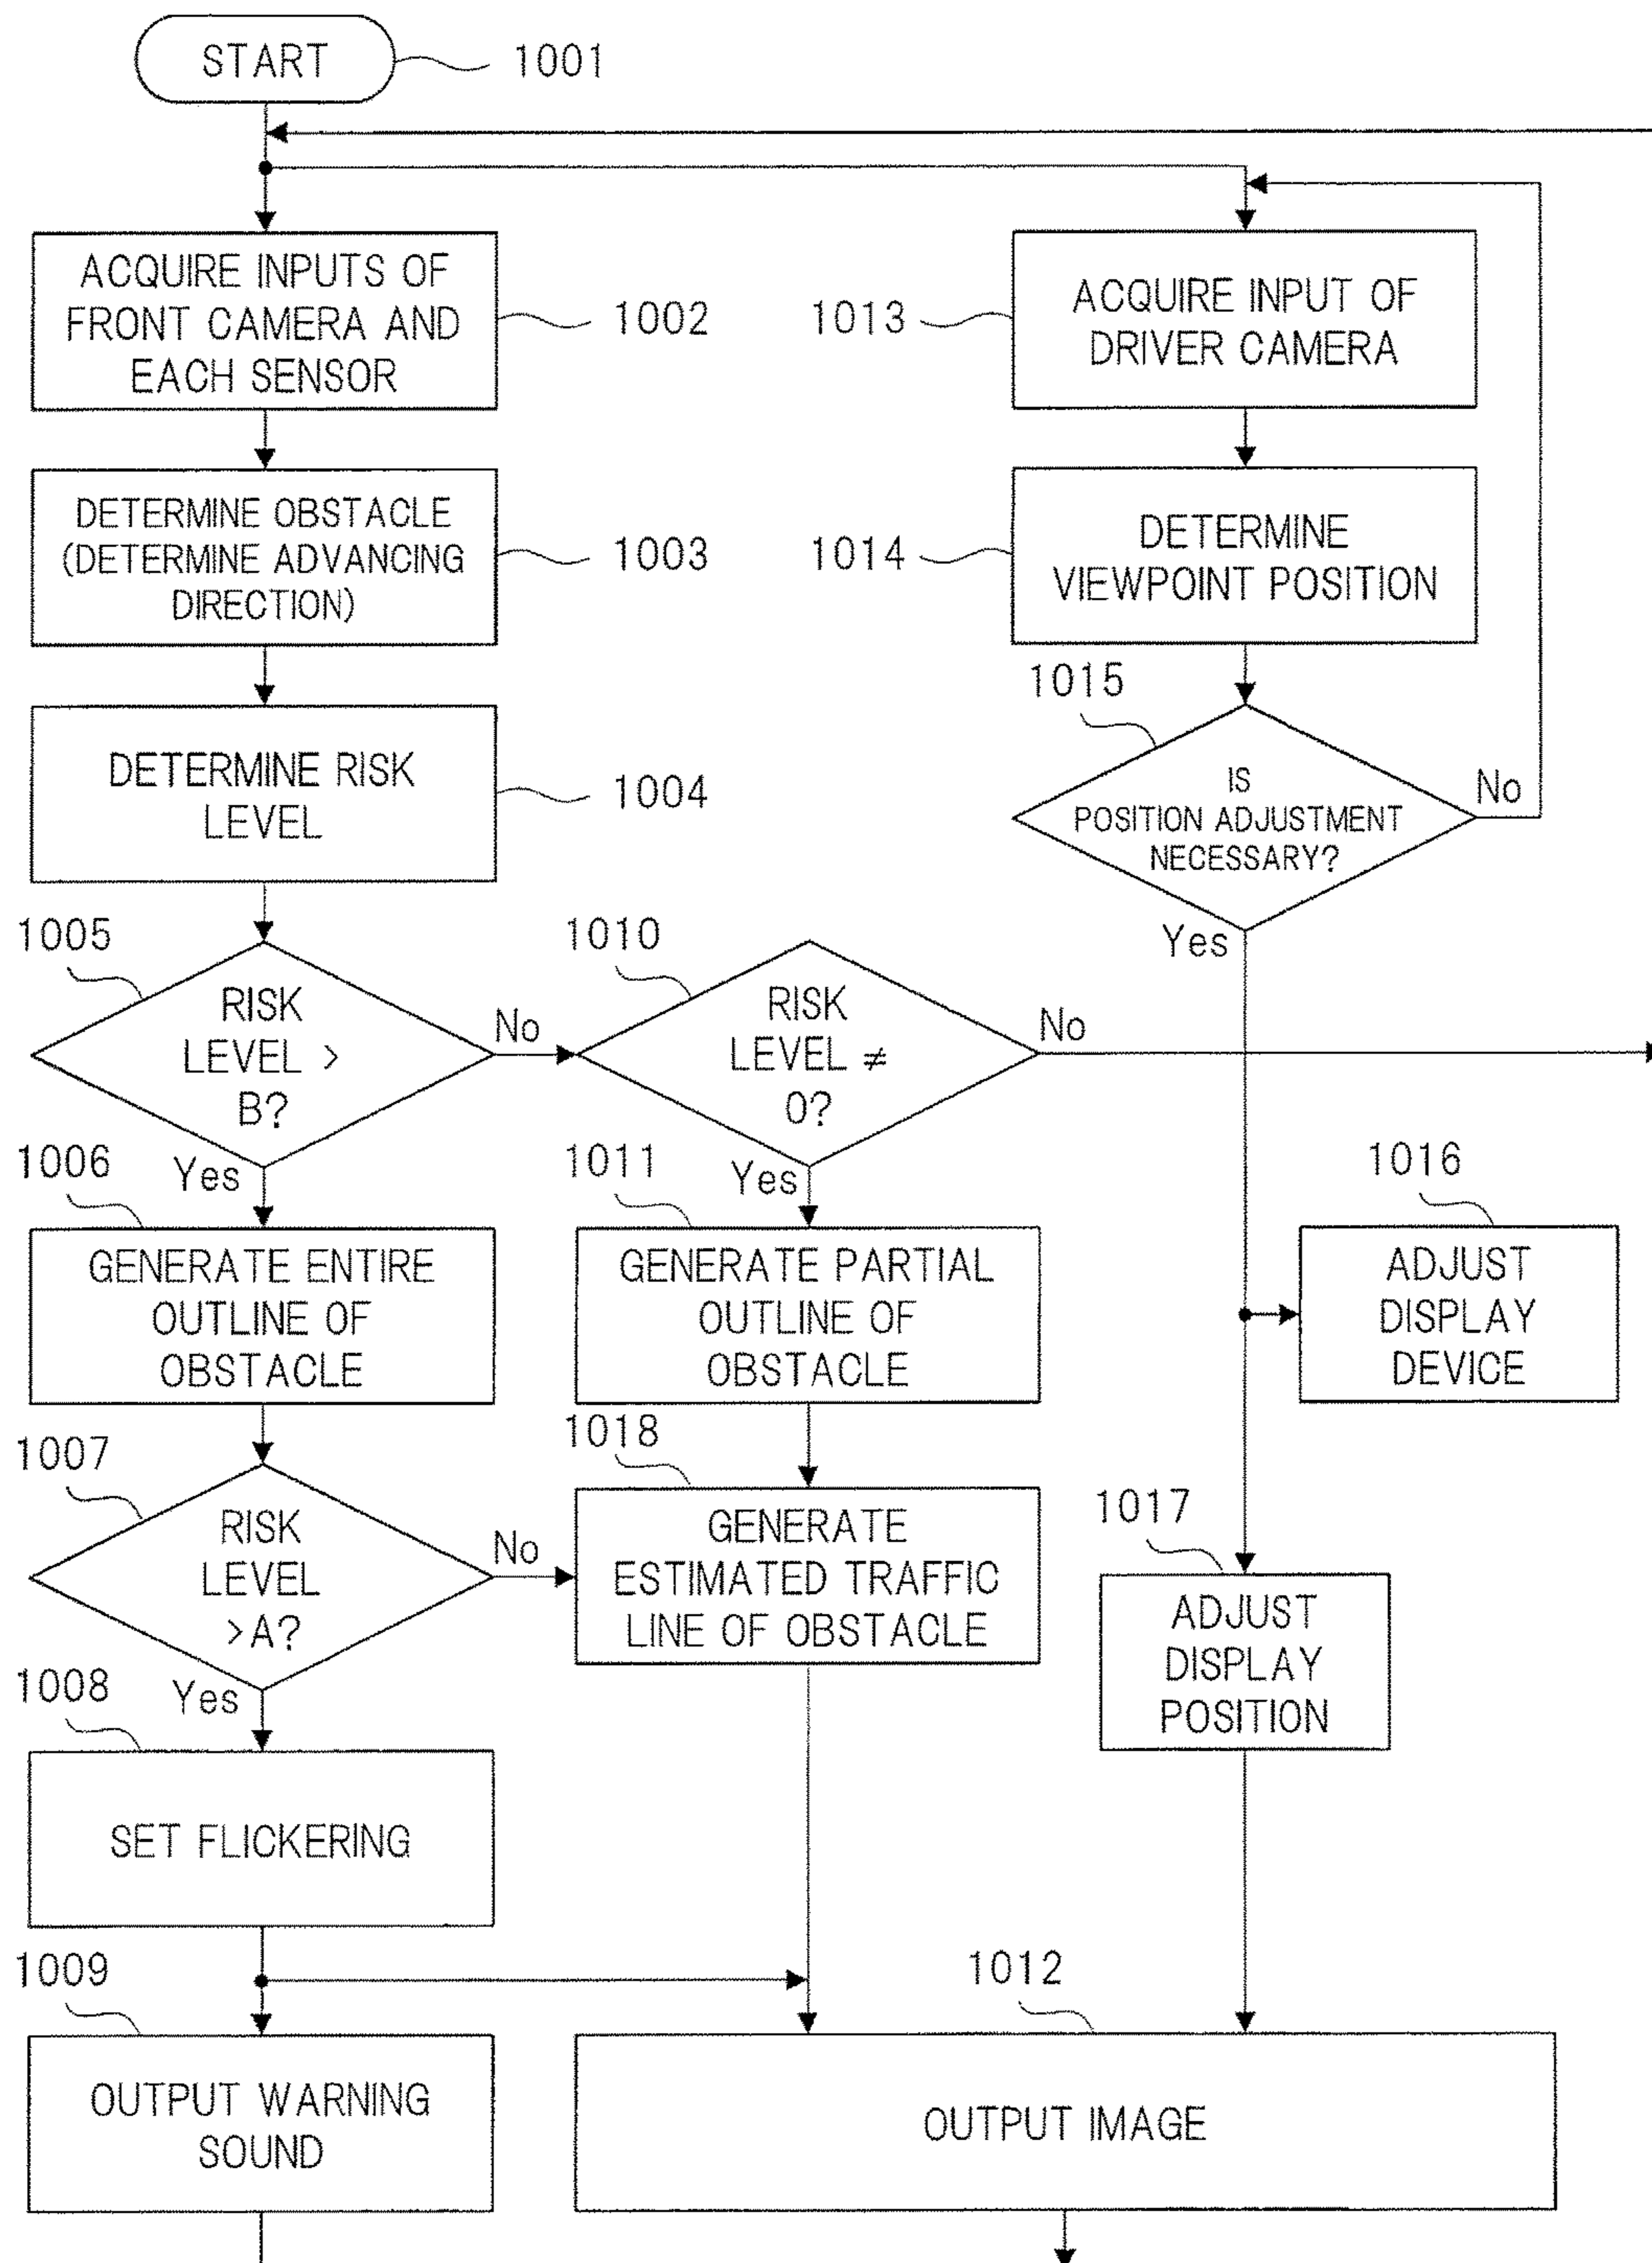 START
1001
ACQUIRE INPUTS OF
FRONT CAMERA AND
EACH SENSOR
1002
1013
ACQUIRE INPUT OF
DRIVER CAMERA
DETERMINE OBSTACLE
(DETERMINE ADVANCING
DIRECTION)
1003
1014
DETERMINE
VIEWPOINT POSITION
DETERMINE RISK
LEVEL
1004
1015
IS
POSITION ADJUSTMENT
NECESSARY?
No
Yes
1005
RISK
LEVEL >
B?
No
Yes
1010
RISK
LEVEL ≠
0?
No
Yes
1006
GENERATE ENTIRE
OUTLINE OF
OBSTACLE
1011
GENERATE PARTIAL
OUTLINE OF
OBSTACLE
1016
ADJUST
DISPLAY
DEVICE
1007
RISK
LEVEL
>A?
No
Yes
1018
GENERATE
ESTIMATED TRAFFIC
LINE OF OBSTACLE
1017
ADJUST
DISPLAY
POSITION
1008
SET FLICKERING
1009
OUTPUT WARNING
SOUND
1012
OUTPUT IMAGE